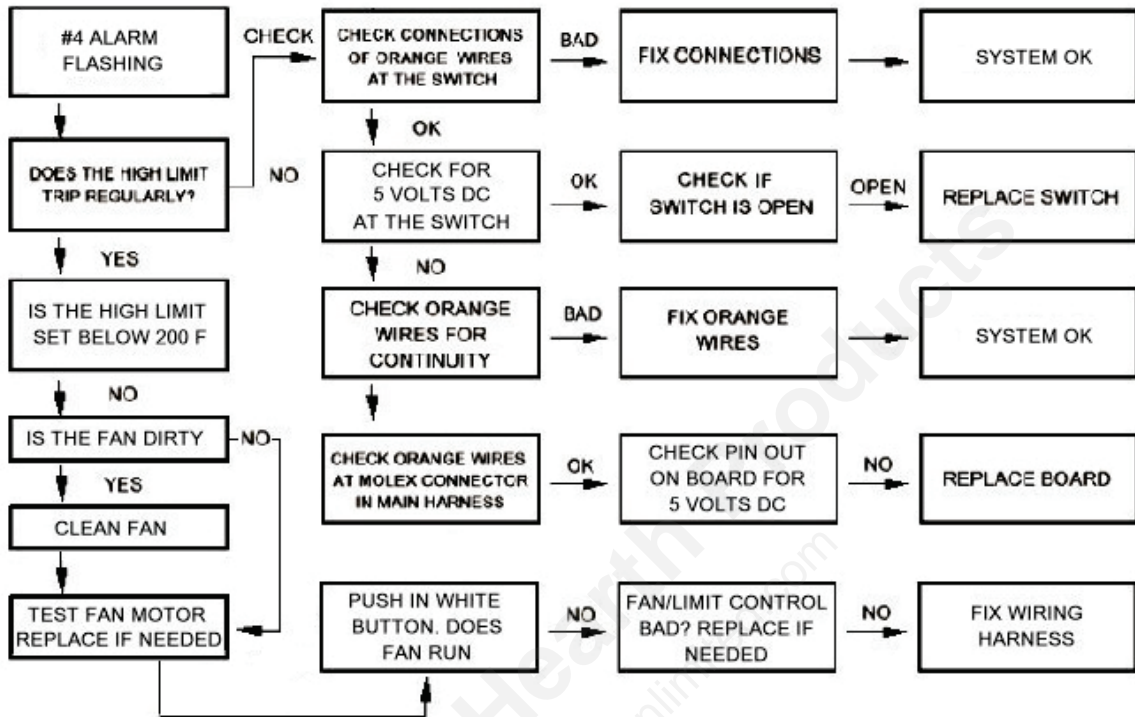 #4 ALARM
FLASHING
CHECK
CHECK CONNECTIONS
OF ORANGE WIRES
AT THE SWITCH
BAD
FIX CONNECTIONS
SYSTEM OK
OK
DOES THE HIGH LIMIT
TRIP REGULARLY?
NO
CHECK FOR
5 VOLTS DC
AT THE SWITCH
OK
CHECK IF
SWITCH IS OPEN
OPEN
REPLACE SWITCH
YES
NO
IS THE HIGH LIMIT
SET BELOW 200 F
CHECK ORANGE
WIRES FOR
CONTINUITY
BAD
FIX ORANGE
WIRES
SYSTEM OK
NO
IS THE FAN DIRTY
NO
CHECK ORANGE WIRES
AT MOLEX CONNECTOR
IN MAIN HARNESS
OK
CHECK PIN OUT
ON BOARD FOR
5 VOLTS DC
NO
REPLACE BOARD
YES
CLEAN FAN
TEST FAN MOTOR
REPLACE IF NEEDED
PUSH IN WHITE
BUTTON. DOES
FAN RUN
NO
FAN/LIMIT CONTROL
BAD? REPLACE IF
NEEDED
NO
FIX WIRING
HARNESS
Hearth Products